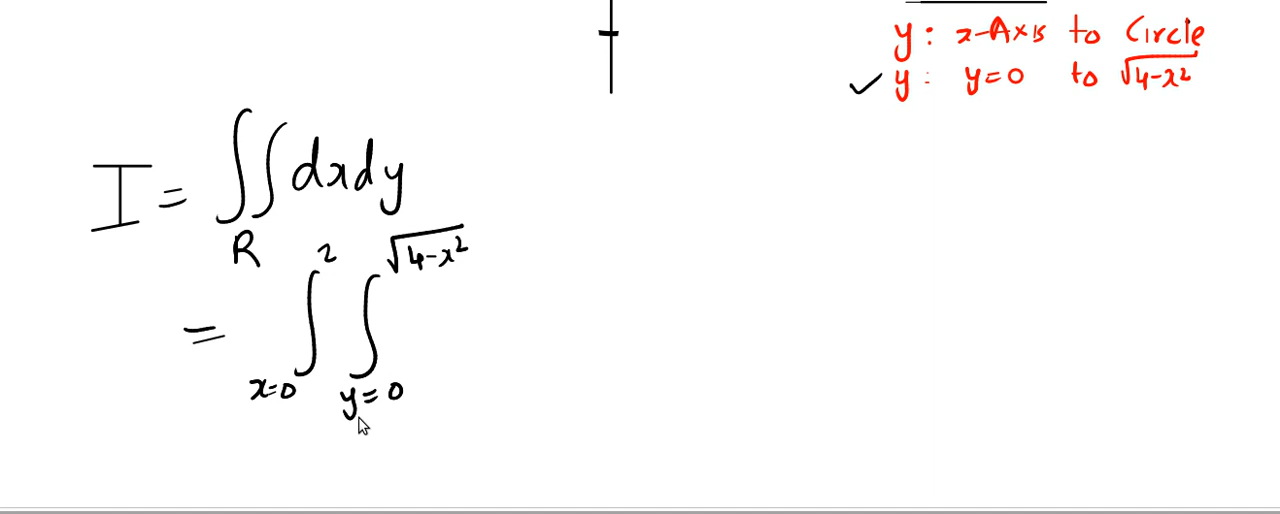 y : x-Axis to Circle
✓ y : y=0 to √4-x²
I = ∬ dxdy
R
2 √4-x²
= ∫ ∫
x=0 y=0